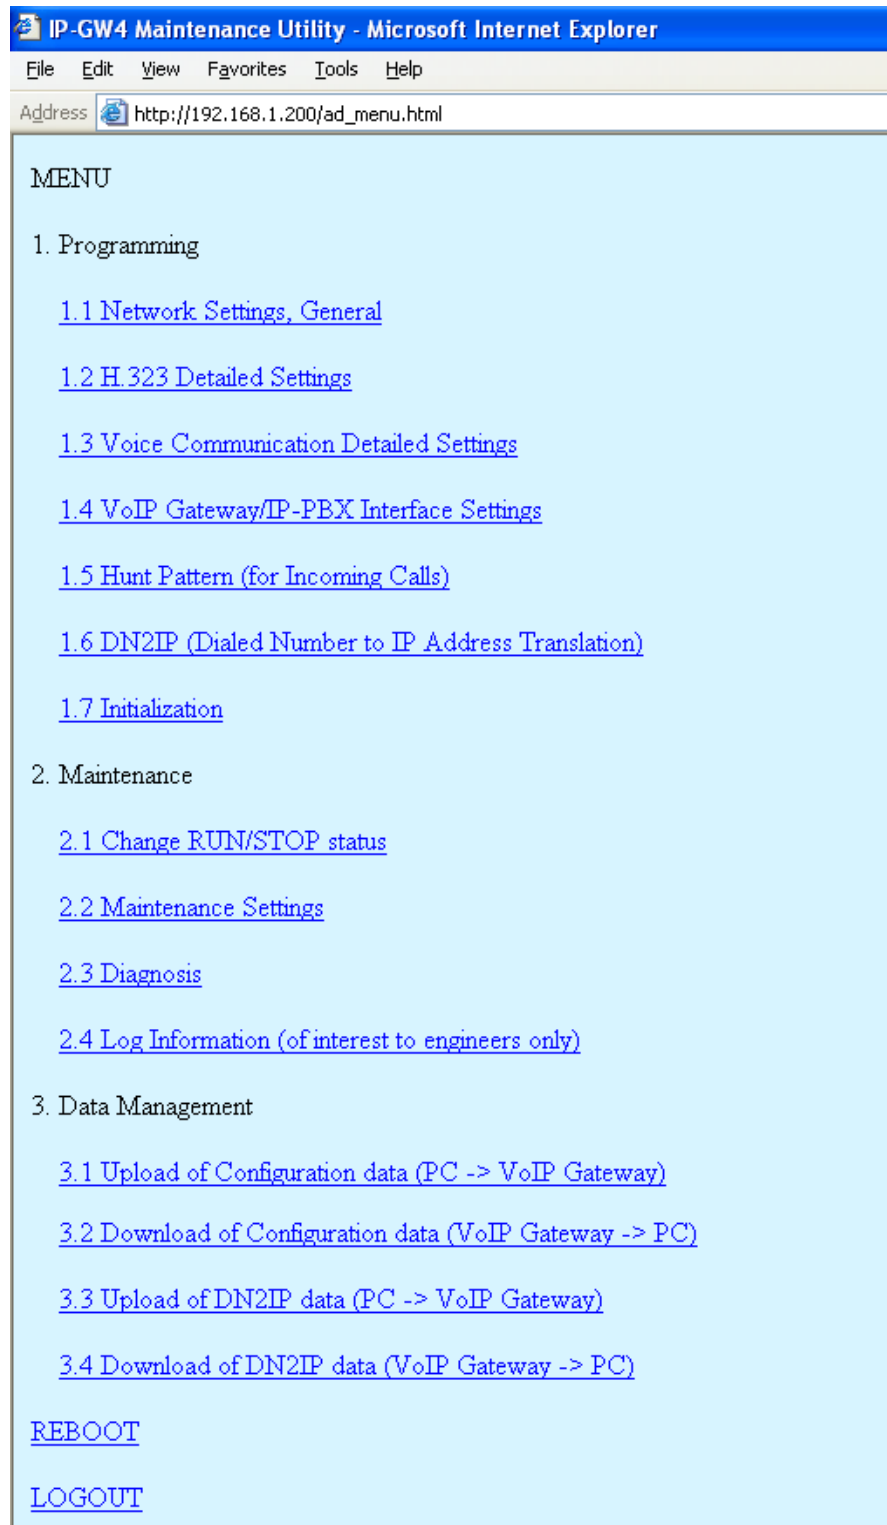 IP-GW4 Maintenance Utility - Microsoft Internet Explorer
File Edit View Favorites Tools Help
Address http://192.168.1.200/ad_menu.html
MENU
1. Programming
1.1 Network Settings, General
1.2 H.323 Detailed Settings
1.3 Voice Communication Detailed Settings
1.4 VoIP Gateway/IP-PBX Interface Settings
1.5 Hunt Pattern (for Incoming Calls)
1.6 DN2IP (Dialed Number to IP Address Translation)
1.7 Initialization
2. Maintenance
2.1 Change RUN/STOP status
2.2 Maintenance Settings
2.3 Diagnosis
2.4 Log Information (of interest to engineers only)
3. Data Management
3.1 Upload of Configuration data (PC -> VoIP Gateway)
3.2 Download of Configuration data (VoIP Gateway -> PC)
3.3 Upload of DN2IP data (PC -> VoIP Gateway)
3.4 Download of DN2IP data (VoIP Gateway -> PC)
REBOOT
LOGOUT